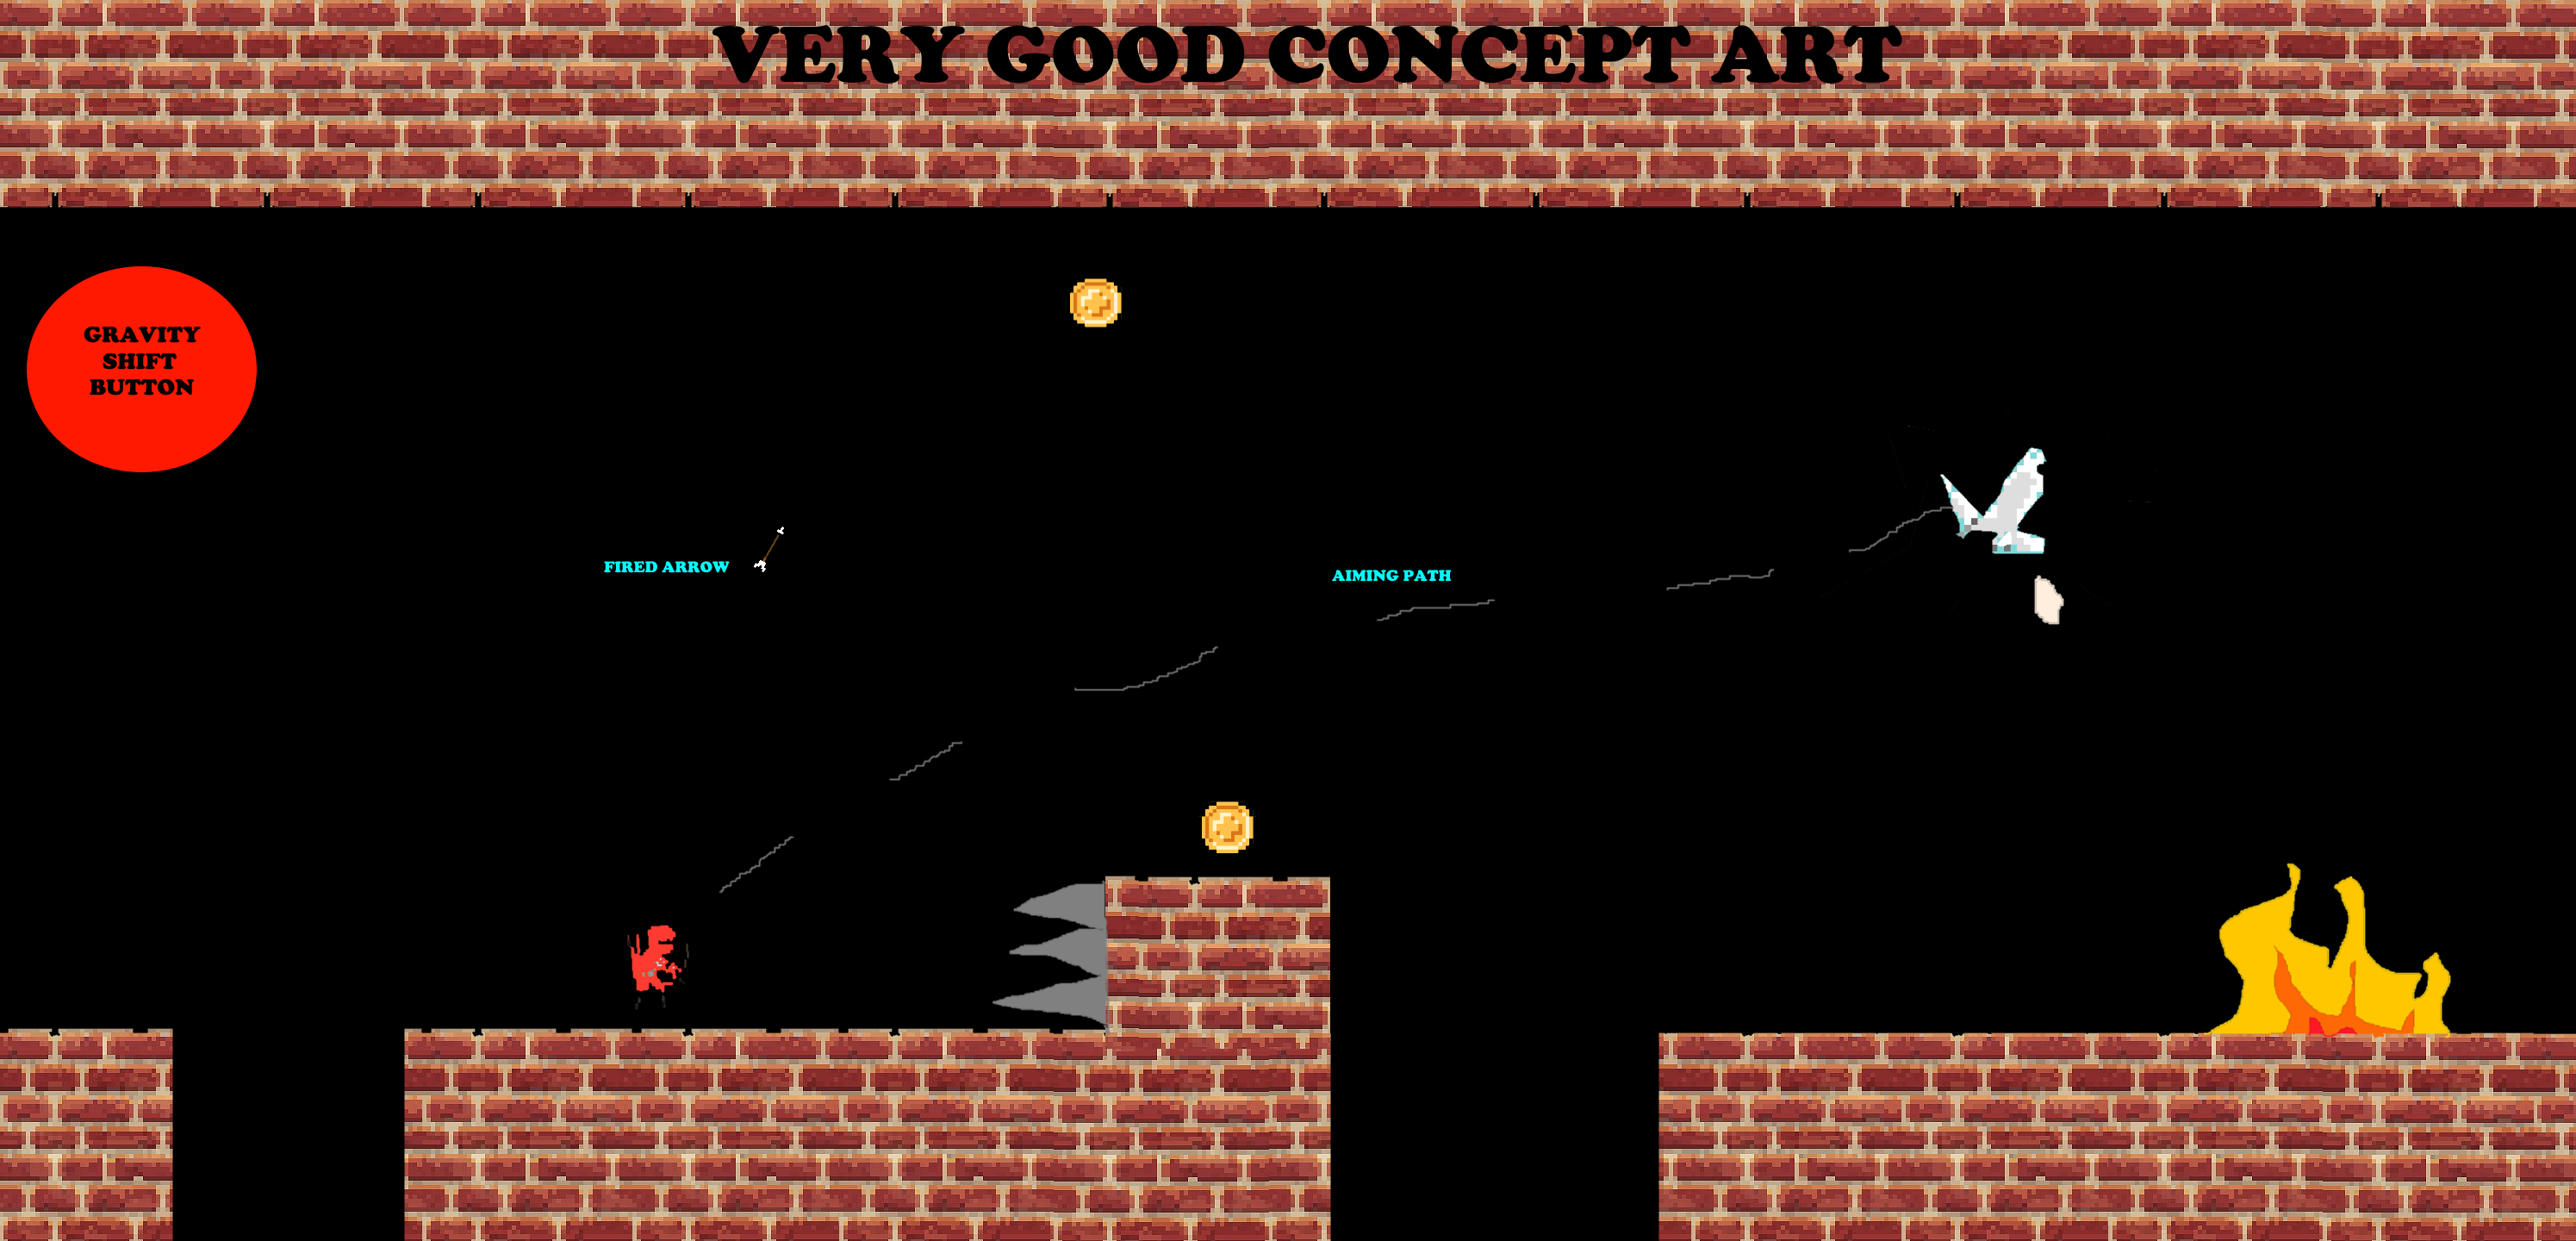 VERY GOOD CONCEPT ART
GRAVITY
SHIFT
BUTTON
FIRED ARROW
AIMING PATH